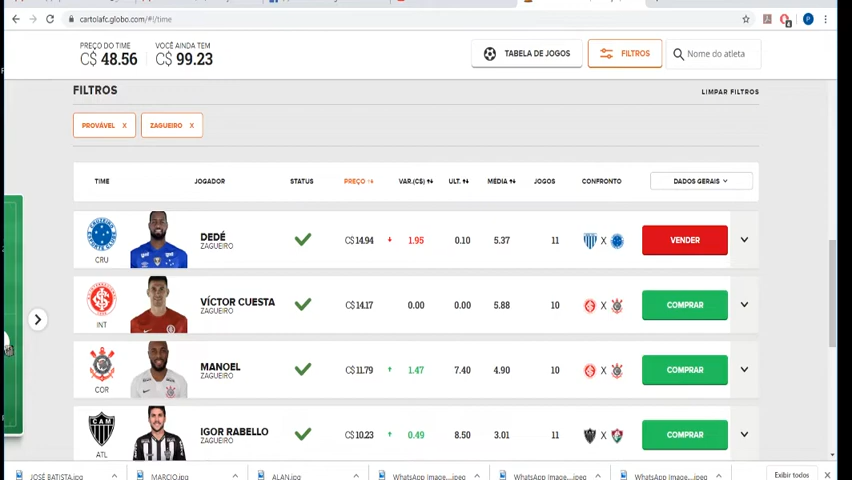 cartolafc.globo.com/#!/time
PREÇO DO TIME
C$ 48.56
VOCÊ AINDA TEM
C$ 99.23
TABELA DE JOGOS
FILTROS
Nome do atleta
FILTROS
LIMPAR FILTROS
PROVÁVEL X
ZAGUEIRO X
TIME JOGADOR STATUS PREÇO VAR.(C$) ULT. MÉDIA JOGOS CONFRONTO DADOS GERAIS
CRU DEDÉ ZAGUEIRO C$ 14.94 1.95 0.10 5.37 11 X VENDER
INT VÍCTOR CUESTA ZAGUEIRO C$ 14.17 0.00 0.00 5.88 10 X COMPRAR
COR MANOEL ZAGUEIRO C$ 11.79 1.47 7.40 4.90 10 X COMPRAR
CAM ATL IGOR RABELLO ZAGUEIRO C$ 10.23 0.49 8.50 3.01 11 X COMPRAR
JOSÉ BATISTA.jpg MARCIO.jpg ALAN.jpg WhatsApp Image....jpeg WhatsApp Image....jpeg WhatsApp Image....jpeg Exibir todos